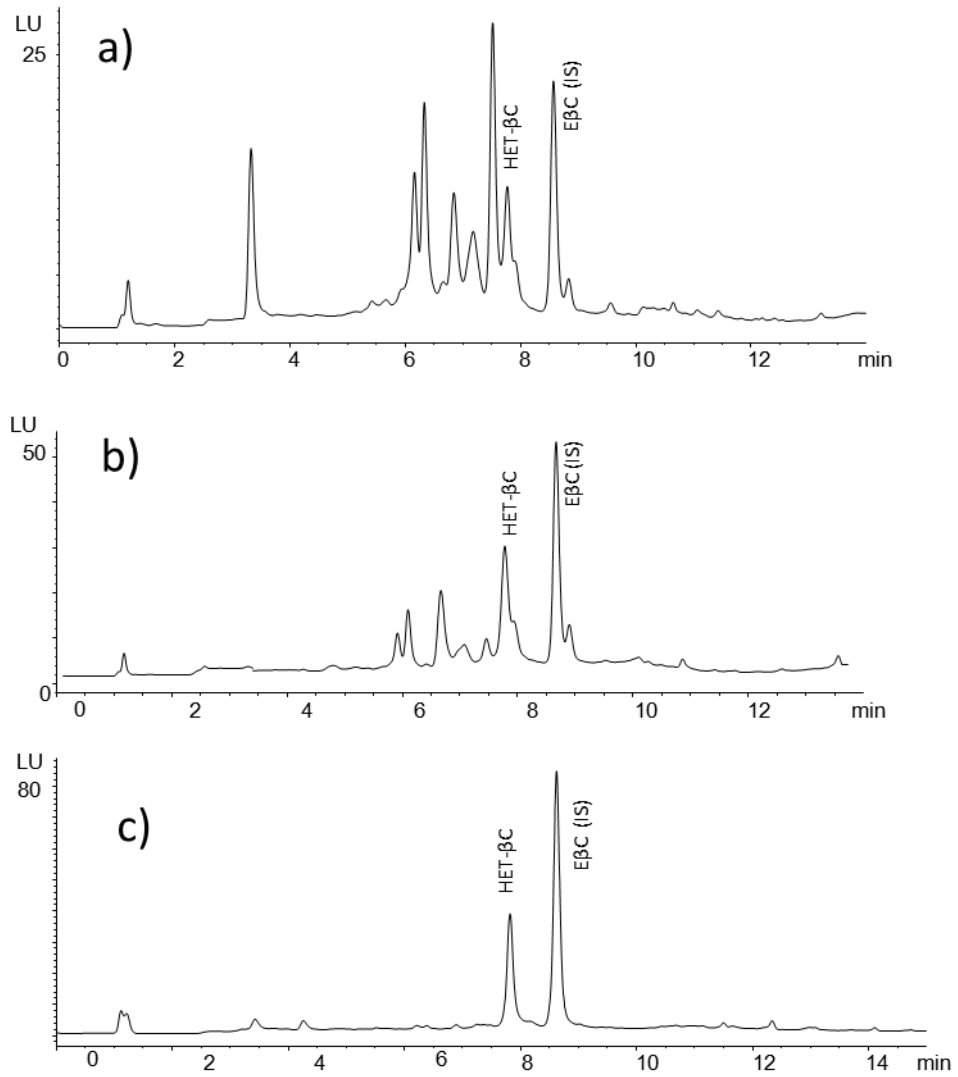 LU
25
a)
HET-βC
EβC (IS)
0 2 4 6 8 10 12 min
LU
50
b)
HET-βC
EβC (IS)
0
0 2 4 6 8 10 12 min
LU
80
c)
HET-βC
EβC (IS)
0 2 4 6 8 10 12 14 min